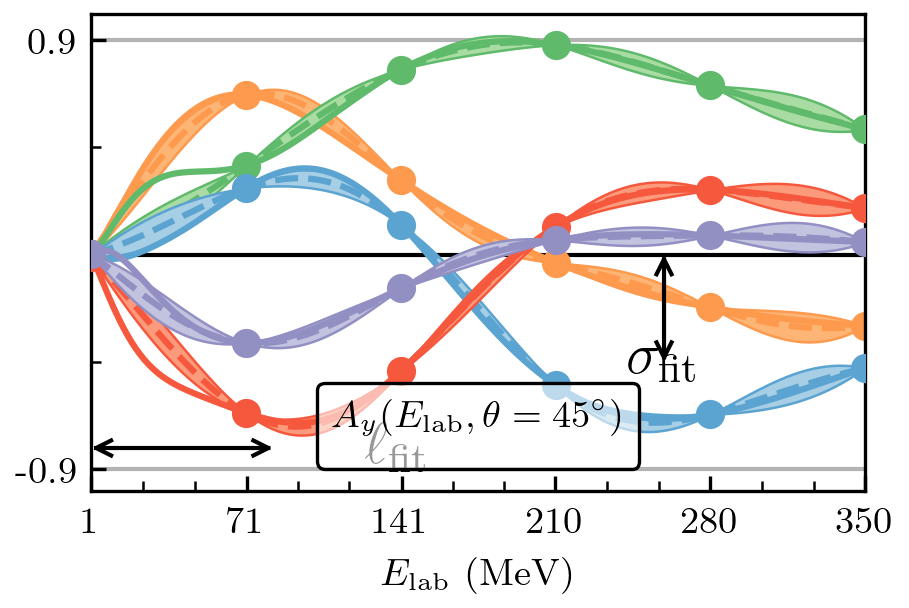 0.9
σfit
Ay(Elab, θ = 45°)
ℓfit
-0.9
1 71 141 210 280 350
Elab (MeV)